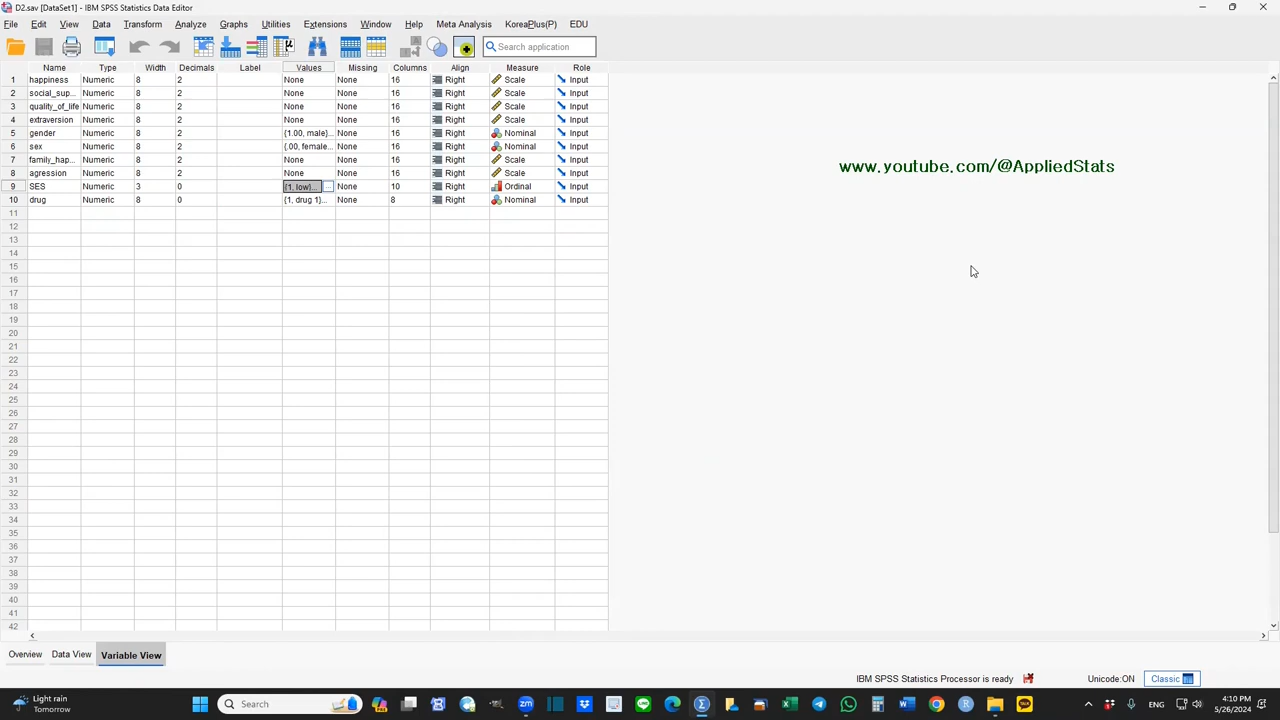 D2.sav [DataSet1] - IBM SPSS Statistics Data Editor
File Edit View Data Transform Analyze Graphs Utilities Extensions Window Help Meta Analysis KoreaPlus(P) EDU
Search application
Name Type Width Decimals Label Values Missing Columns Align Measure Role
1 happiness Numeric 8 2 None None 16 Right Scale Input
2 social_sup... Numeric 8 2 None None 16 Right Scale Input
3 quality_of_life Numeric 8 2 None None 16 Right Scale Input
4 extraversion Numeric 8 2 None None 16 Right Scale Input
5 gender Numeric 8 2 {1.00, male}... None 16 Right Nominal Input
6 sex Numeric 8 2 {.00, female... None 16 Right Nominal Input
7 family_hap... Numeric 8 2 None None 16 Right Scale Input
8 agression Numeric 8 2 None None 16 Right Scale Input
9 SES Numeric 3 0 {1, low}... ... None 10 Right Ordinal Input
10 drug Numeric 8 0 {1, drug 1}... None 8 Right Nominal Input
www.youtube.com/@AppliedStats
11
12
13
14
15
16
17
18
19
20
21
22
23
24
25
26
27
28
29
30
31
32
33
34
35
36
37
38
39
40
41
42
Overview Data View Variable View
IBM SPSS Statistics Processor is ready Unicode:ON Classic
Light rain
Tomorrow
Search
ENG
4:10 PM
5/26/2024